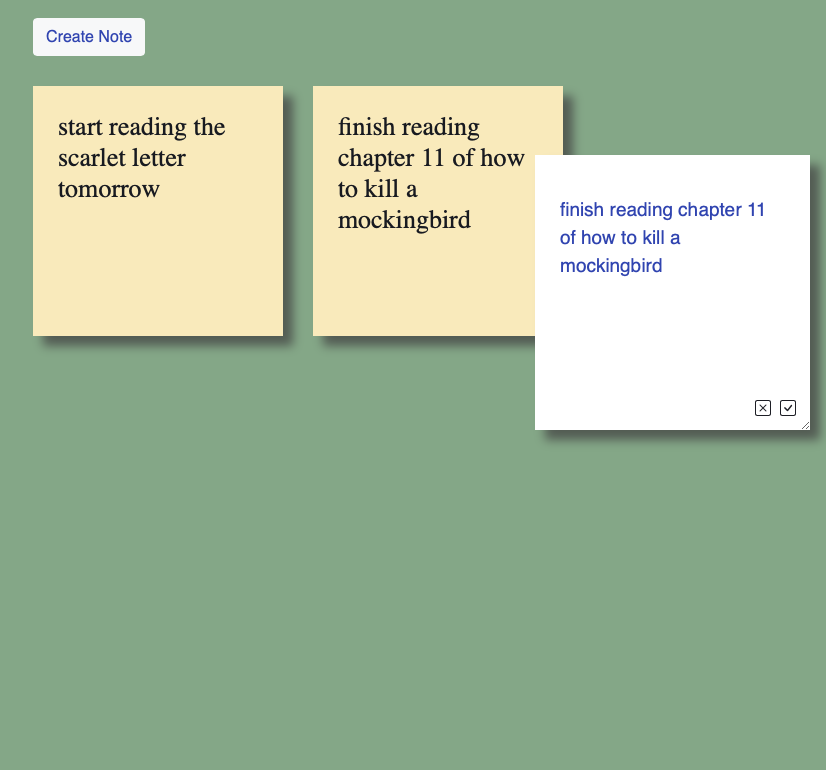 Create Note
start reading the
scarlet letter
tomorrow
finish reading
chapter 11 of how
to kill a
mockingbird
finish reading chapter 11
of how to kill a
mockingbird